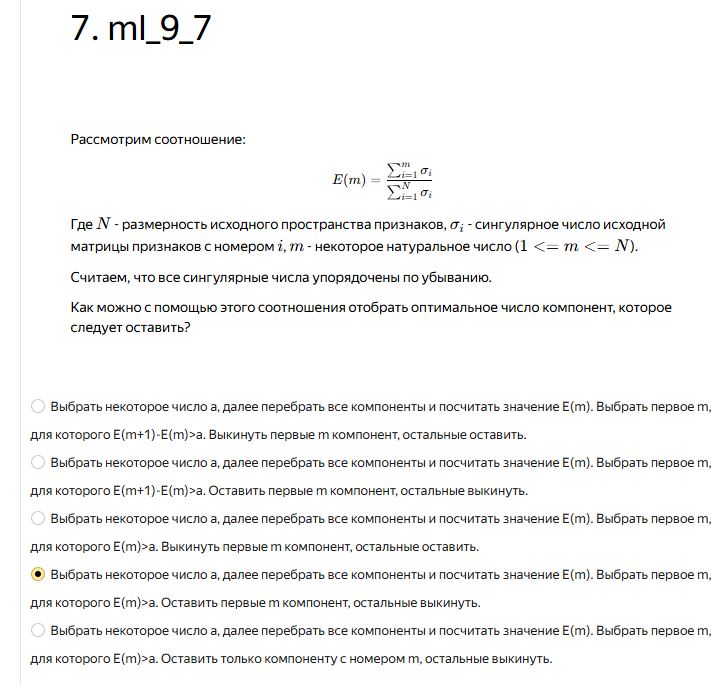 7. ml_9_7
Рассмотрим соотношение:
E(m) = \frac{\sum_{i=1}^{m} σ_i}{\sum_{i=1}^{N} σ_i}
Где N - размерность исходного пространства признаков, σ_i - сингулярное число исходной
матрицы признаков с номером i, m - некоторое натуральное число (1 <= m <= N).
Считаем, что все сингулярные числа упорядочены по убыванию.
Как можно с помощью этого соотношения отобрать оптимальное число компонент, которое
следует оставить?
Выбрать некоторое число a, далее перебрать все компоненты и посчитать значение E(m). Выбрать первое m,
для которого E(m+1)-E(m)>a. Выкинуть первые m компонент, остальные оставить.
Выбрать некоторое число a, далее перебрать все компоненты и посчитать значение E(m). Выбрать первое m,
для которого E(m+1)-E(m)>a. Оставить первые m компонент, остальные выкинуть.
Выбрать некоторое число a, далее перебрать все компоненты и посчитать значение E(m). Выбрать первое m,
для которого E(m)>a. Выкинуть первые m компонент, остальные оставить.
Выбрать некоторое число a, далее перебрать все компоненты и посчитать значение E(m). Выбрать первое m,
для которого E(m)>a. Оставить первые m компонент, остальные выкинуть.
Выбрать некоторое число a, далее перебрать все компоненты и посчитать значение E(m). Выбрать первое m,
для которого E(m)>a. Оставить только компоненту с номером m, остальные выкинуть.